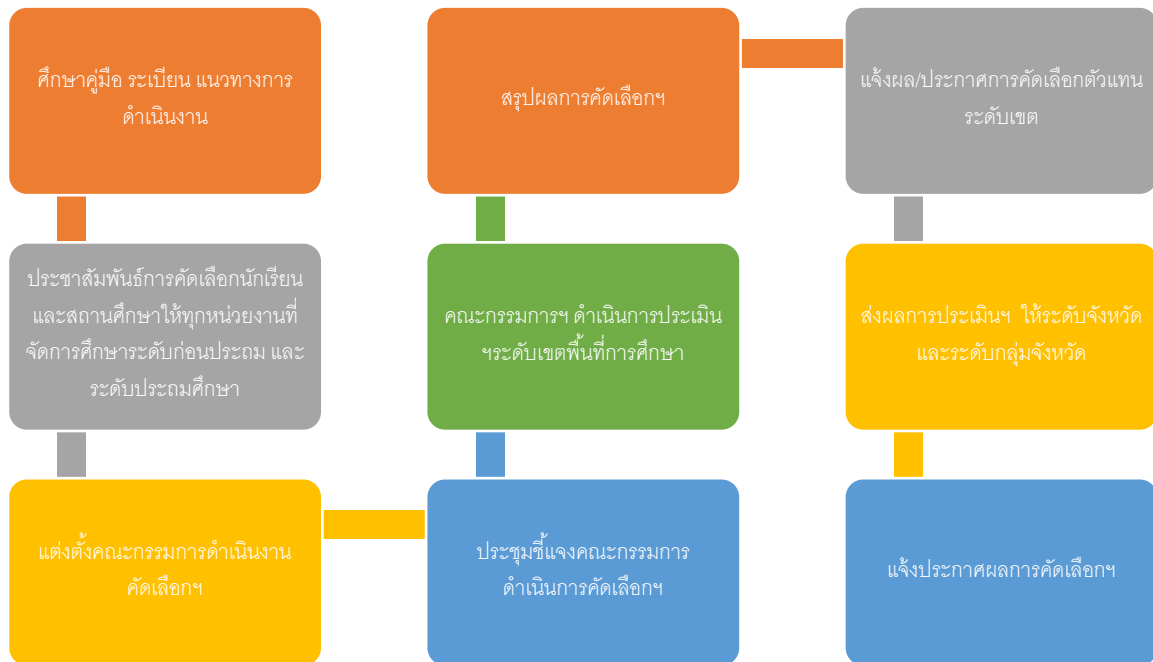 ศึกษาคู่มือ ระเบียน แนวทางการ
ดำเนินงาน
ประชาสัมพันธ์การคัดเลือกนักเรียน
และสถานศึกษาให้ทุกหน่วยงานที่
จัดการศึกษาระดับก่อนประถม และ
ระดับประถมศึกษา
แต่งตั้งคณะกรรมการดำเนินงาน
คัดเลือกฯ
ประชุมชี้แจงคณะกรรมการ
ดำเนินการคัดเลือกฯ
คณะกรรมการฯ ดำเนินการประเมิน
ฯระดับเขตพื้นที่การศึกษา
สรุปผลการคัดเลือกฯ
แจ้งผล/ประกาศการคัดเลือกตัวแทน
ระดับเขต
ส่งผลการประเมินฯ ให้ระดับจังหวัด
และระดับกลุ่มจังหวัด
แจ้งประกาศผลการคัดเลือกฯ